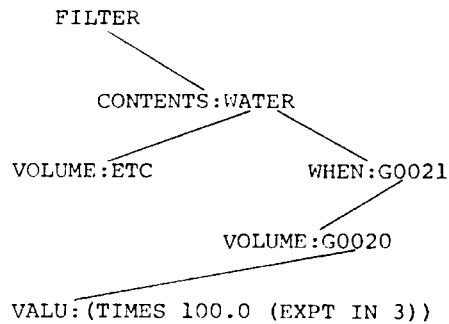 FILTER
CONTENTS:WATER
VOLUME:ETC WHEN:G0021
VOLUME:G0020
VALU:(TIMES 100.0 (EXPT IN 3))